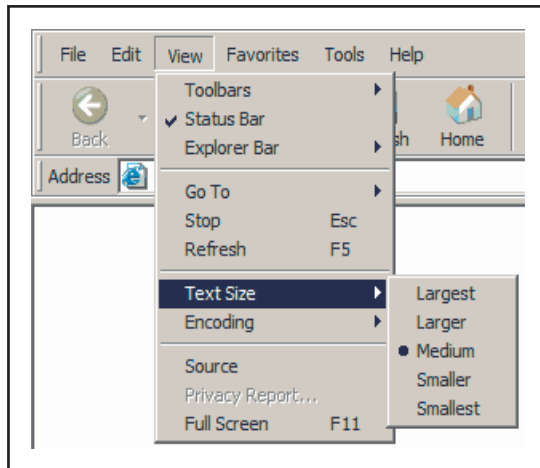 File Edit View Favorites Tools Help
Toolbars
Status Bar
Explorer Bar
Back
sh Home
Address
Go To
Stop Esc
Refresh F5
Text Size
Encoding
Source
Privacy Report...
Full Screen F11
Largest
Larger
Medium
Smaller
Smallest